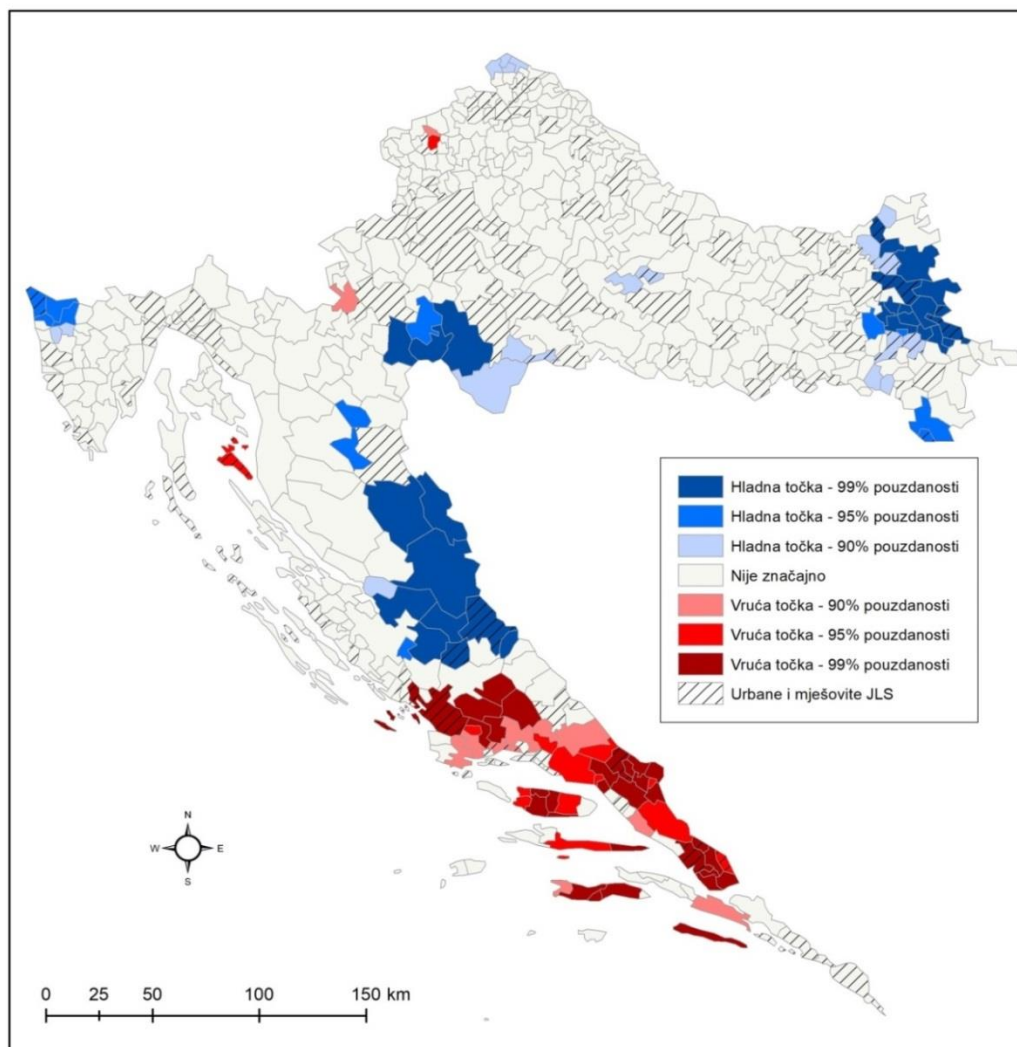 Hladna točka - 99% pouzdanosti
Hladna točka - 95% pouzdanosti
Hladna točka - 90% pouzdanosti
Nije značajno
Vruća točka - 90% pouzdanosti
Vruća točka - 95% pouzdanosti
Vruća točka - 99% pouzdanosti
Urbane i mješovite JLS
N
W E
S
0 25 50 100 150 km